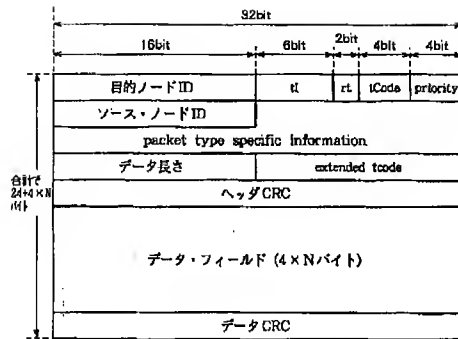 32bit
16bit 6bit 2bit 4bit 4bit
目的ノードID tl rt tCode priority
ソース・ノードID
packet type specific information
データ長さ extended tcode
ヘッダCRC
データ・フィールド (4×Nバイト)
データCRC
合計で
24+4×N
バイト